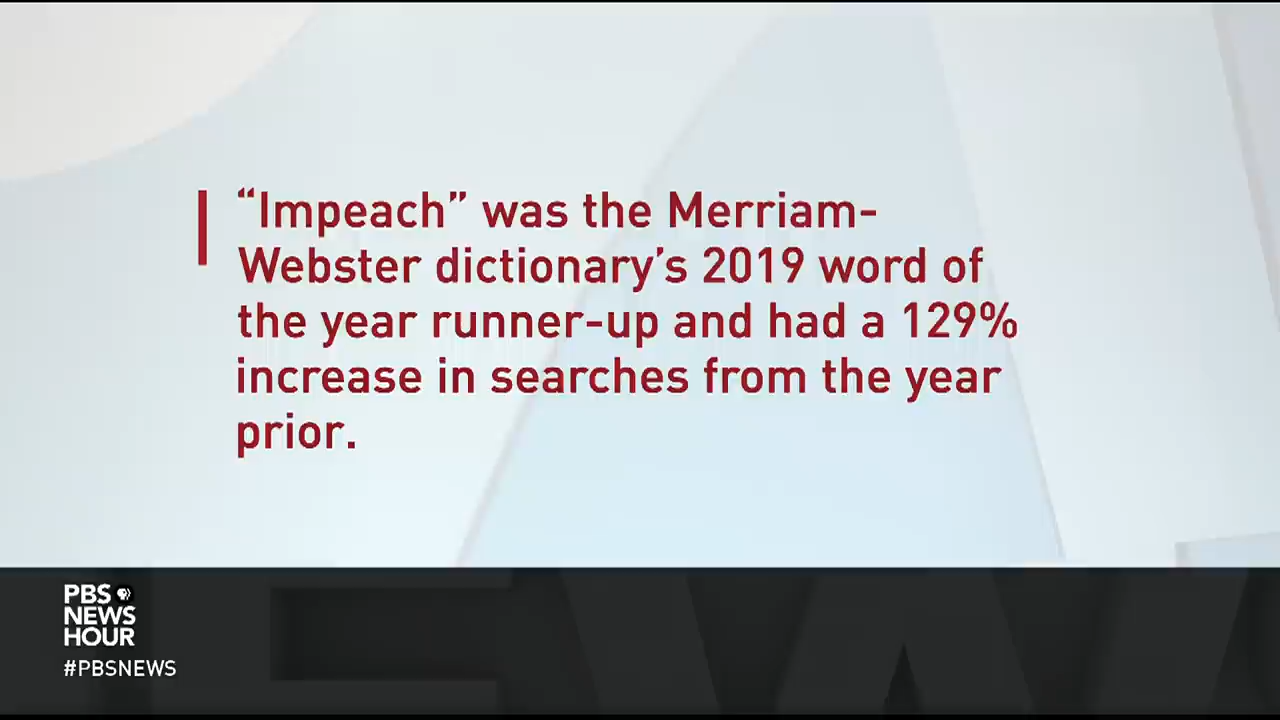 “Impeach” was the Merriam-
Webster dictionary’s 2019 word of
the year runner-up and had a 129%
increase in searches from the year
prior.
PBS
NEWS
HOUR
#PBSNEWS